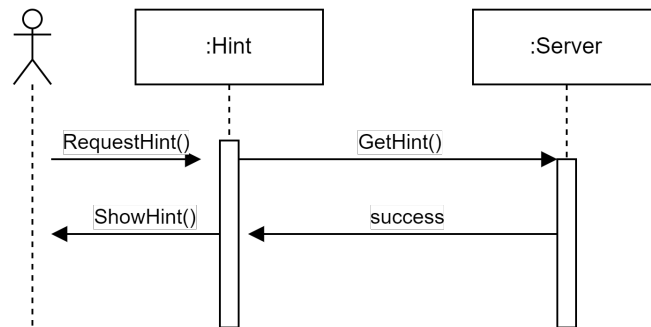 :Hint
:Server
RequestHint()
GetHint()
ShowHint()
success